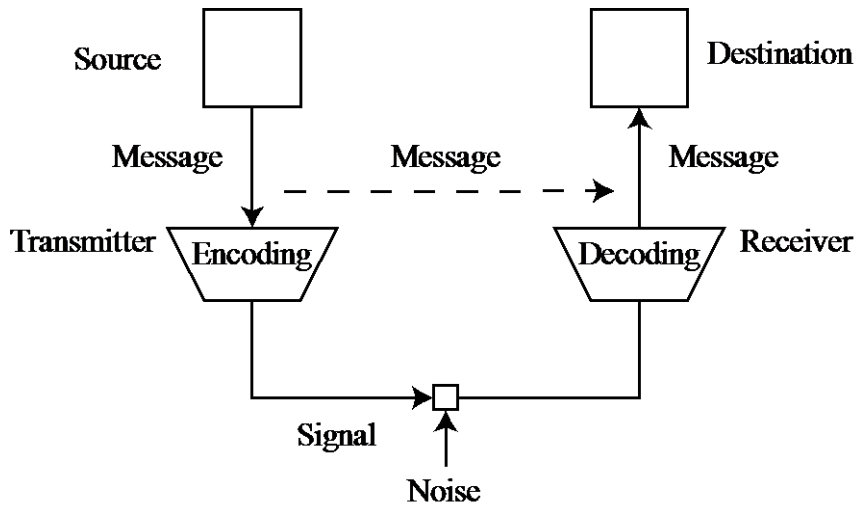 Source
Destination
Message
Message
Message
Transmitter
Encoding
Decoding
Receiver
Signal
Noise